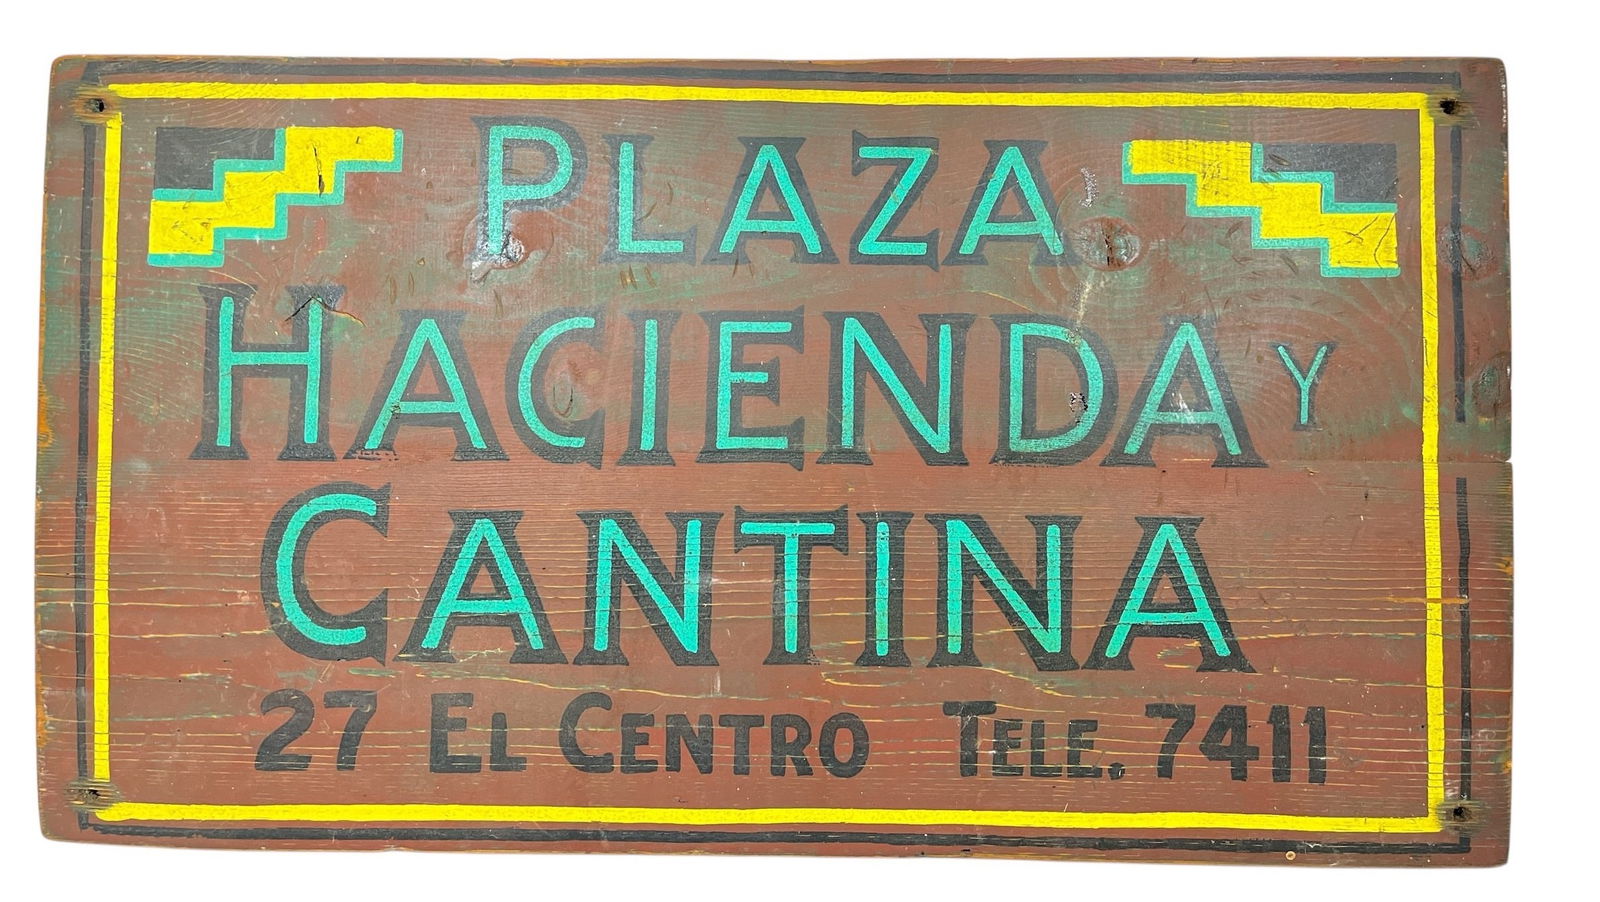 PLAZA
HACIENDA Y
CANTINA
27 EL CENTRO TELE. 7411